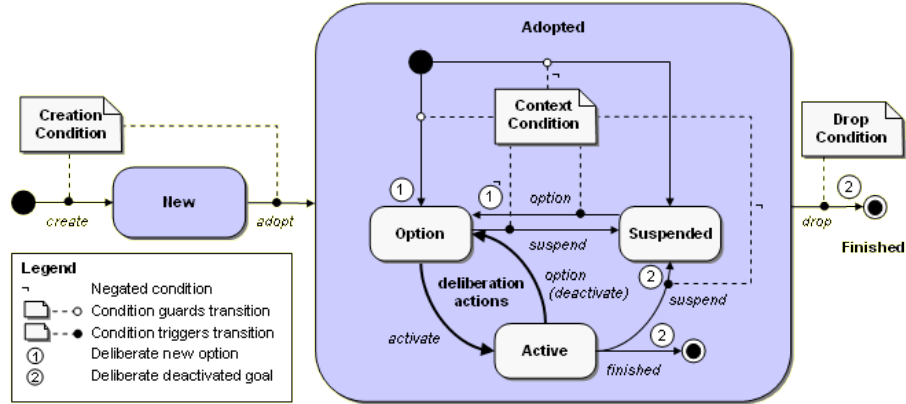 Adopted
Creation
Condition
¬
Context
Condition
Drop
Condition
1
¬
1
option
¬
2
New
create
adopt
Option
suspend
Suspended
drop
Finished
Legend
¬ Negated condition
Condition guards transition
Condition triggers transition
1 Deliberate new option
2 Deliberate deactivated goal
deliberation
actions
option
(deactivate)
2
suspend
activate
Active
2
finished